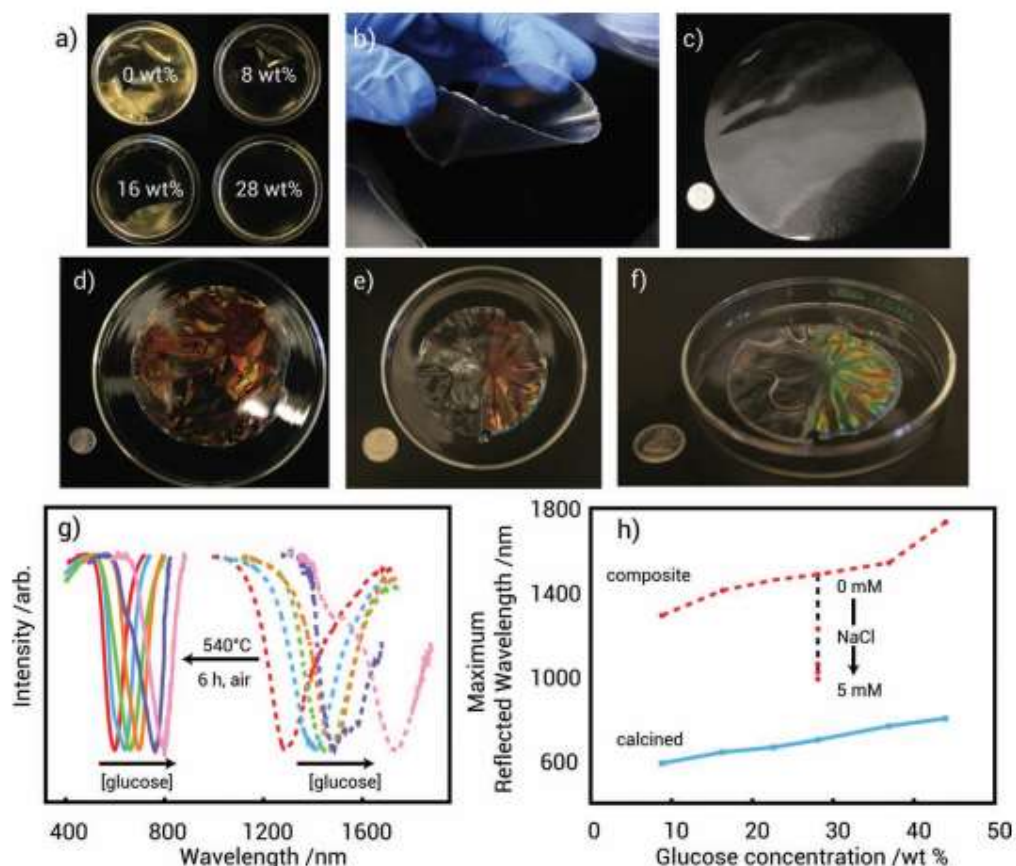 a)
0 wt%
8 wt%
16 wt%
28 wt%
b)
c)
d)
e)
f)
g)
Intensity /arb.
540°C
6 h, air
[glucose]
[glucose]
400
800
1200
1600
Wavelength /nm
h)
Maximum
Reflected Wavelength /nm
1800
1400
1000
600
composite
0 mM
NaCl
5 mM
calcined
0
10
20
30
40
50
Glucose concentration /wt %